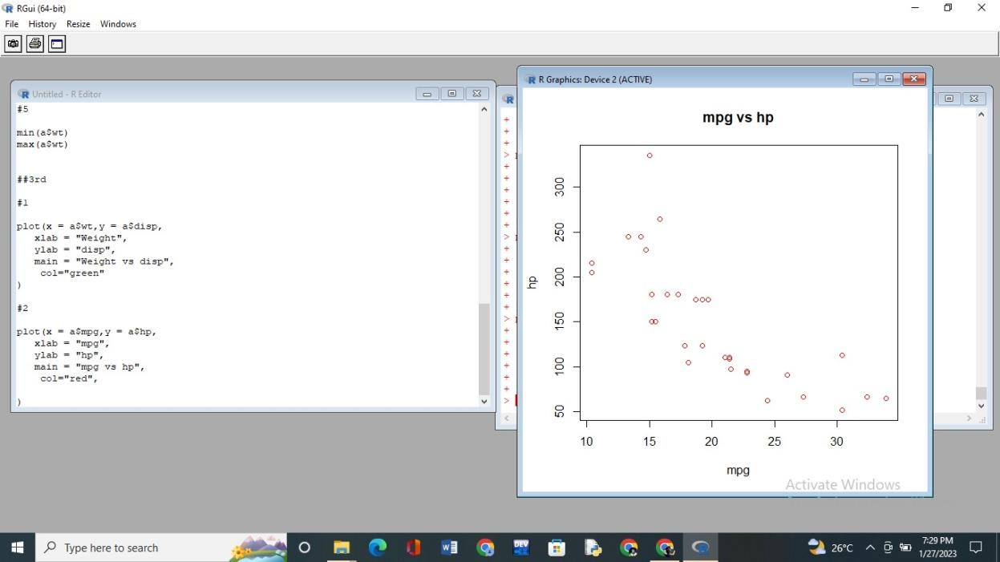 RGui (64-bit)
File History Resize Windows
Untitled - R Editor
#5
min(a$wt)
max(a$wt)
##3rd
#1
plot(x = a$wt,y = a$disp,
xlab = "Weight",
ylab = "disp",
main = "Weight vs disp",
col="green"
)
#2
plot(x = a$mpg,y = a$hp,
xlab = "mpg",
ylab = "hp",
main = "mpg vs hp",
col="red",
)
+
+
+
>
+
+
+
+
+
+
>
+
+
+
+
+
+
>
+
+
+
+
+
+
>
R Graphics: Device 2 (ACTIVE)
mpg vs hp
hp
300
250
200
150
100
50
10 15 20 25 30
mpg
Activate Windows
Type here to search
DEV
26°C
7:29 PM
1/27/2023